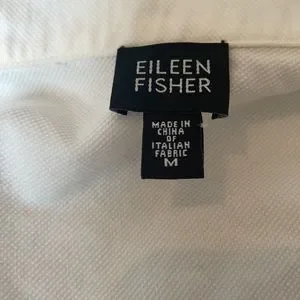 EILEEN
FISHER
MADE IN
CHINA
OF
ITALIAN
FABRIC
M